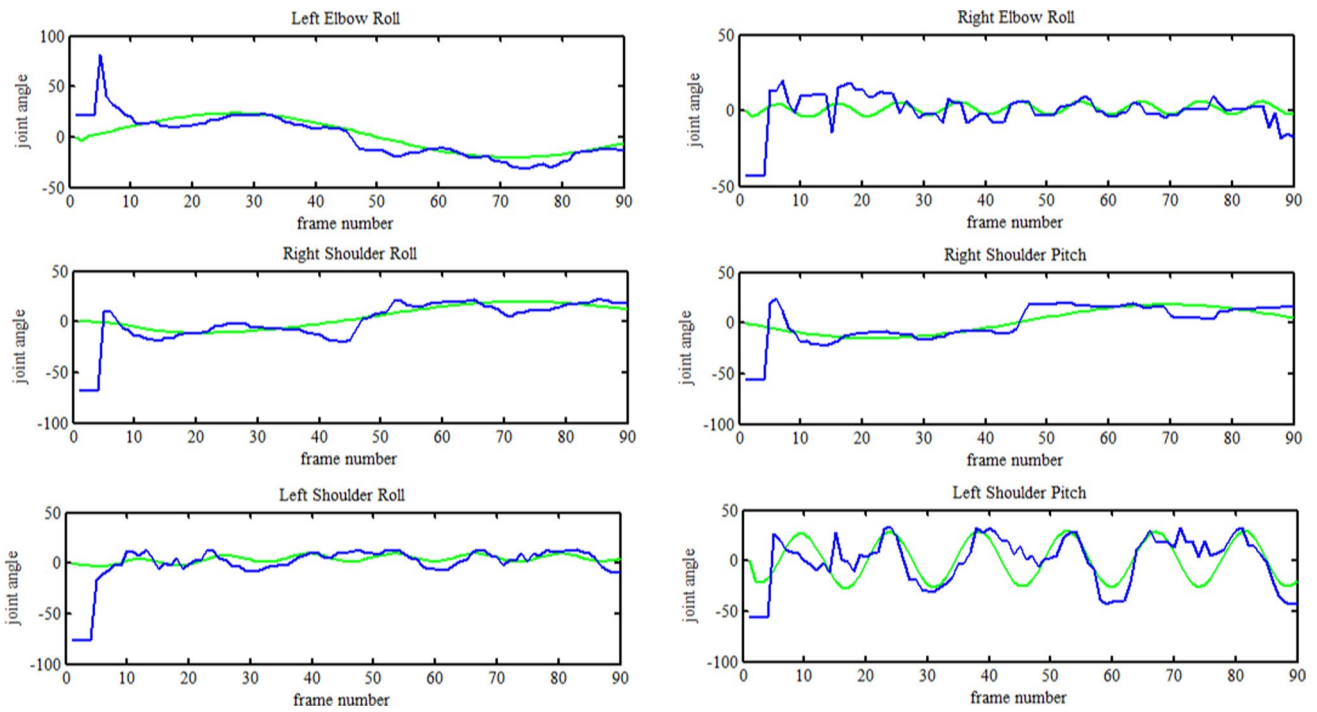 Left Elbow Roll
100
50
0
-50
joint angle
0 10 20 30 40 50 60 70 80 90
frame number
Right Elbow Roll
50
0
-50
joint angle
0 10 20 30 40 50 60 70 80 90
frame number
Right Shoulder Roll
50
0
-50
-100
joint angle
0 10 20 30 40 50 60 70 80 90
frame number
Right Shoulder Pitch
50
0
-50
-100
joint angle
0 10 20 30 40 50 60 70 80 90
frame number
Left Shoulder Roll
50
0
-50
-100
joint angle
0 10 20 30 40 50 60 70 80 90
frame number
Left Shoulder Pitch
50
0
-50
-100
joint angle
0 10 20 30 40 50 60 70 80 90
frame number